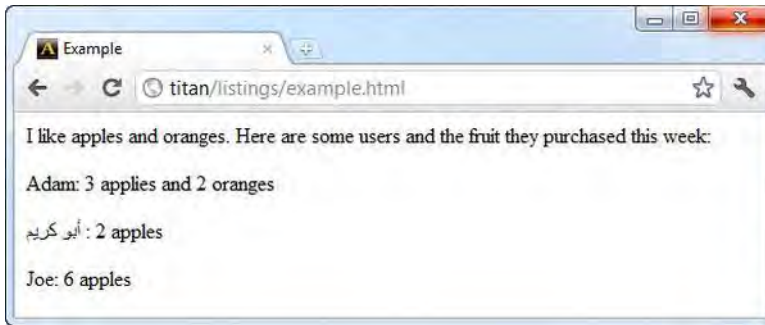 Example
titan/listings/example.html
I like apples and oranges. Here are some users and the fruit they purchased this week:
Adam: 3 applies and 2 oranges
أبو كريم : 2 apples
Joe: 6 apples